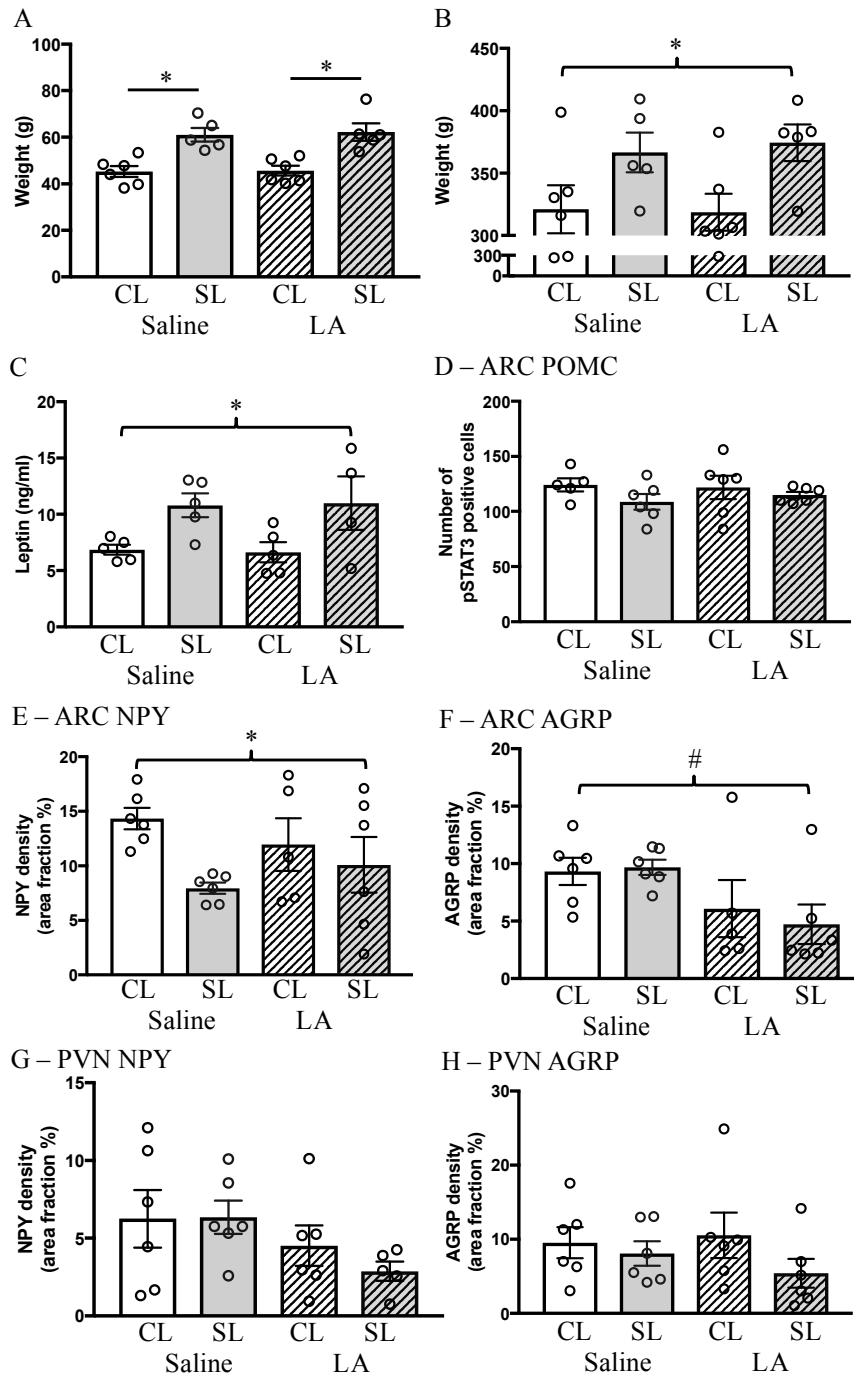 A
Weight (g)
100
80
60
40
20
0
*
*
CL SL CL SL
Saline LA
B
Weight (g)
450
400
350
300
300
0
*
CL SL CL SL
Saline LA
C
Leptin (ng/ml)
20
15
10
5
0
*
CL SL CL SL
Saline LA
D – ARC POMC
Number of
pSTAT3 positive cells
200
150
100
50
0
CL SL CL SL
Saline LA
E – ARC NPY
NPY density
(area fraction %)
20
15
10
5
0
*
CL SL CL SL
Saline LA
F – ARC AGRP
AGRP density
(area fraction %)
20
15
10
5
0
#
CL SL CL SL
Saline LA
G – PVN NPY
NPY density
(area fraction %)
15
10
5
0
CL SL CL SL
Saline LA
H – PVN AGRP
AGRP density
(area fraction %)
30
20
10
0
CL SL CL SL
Saline LA